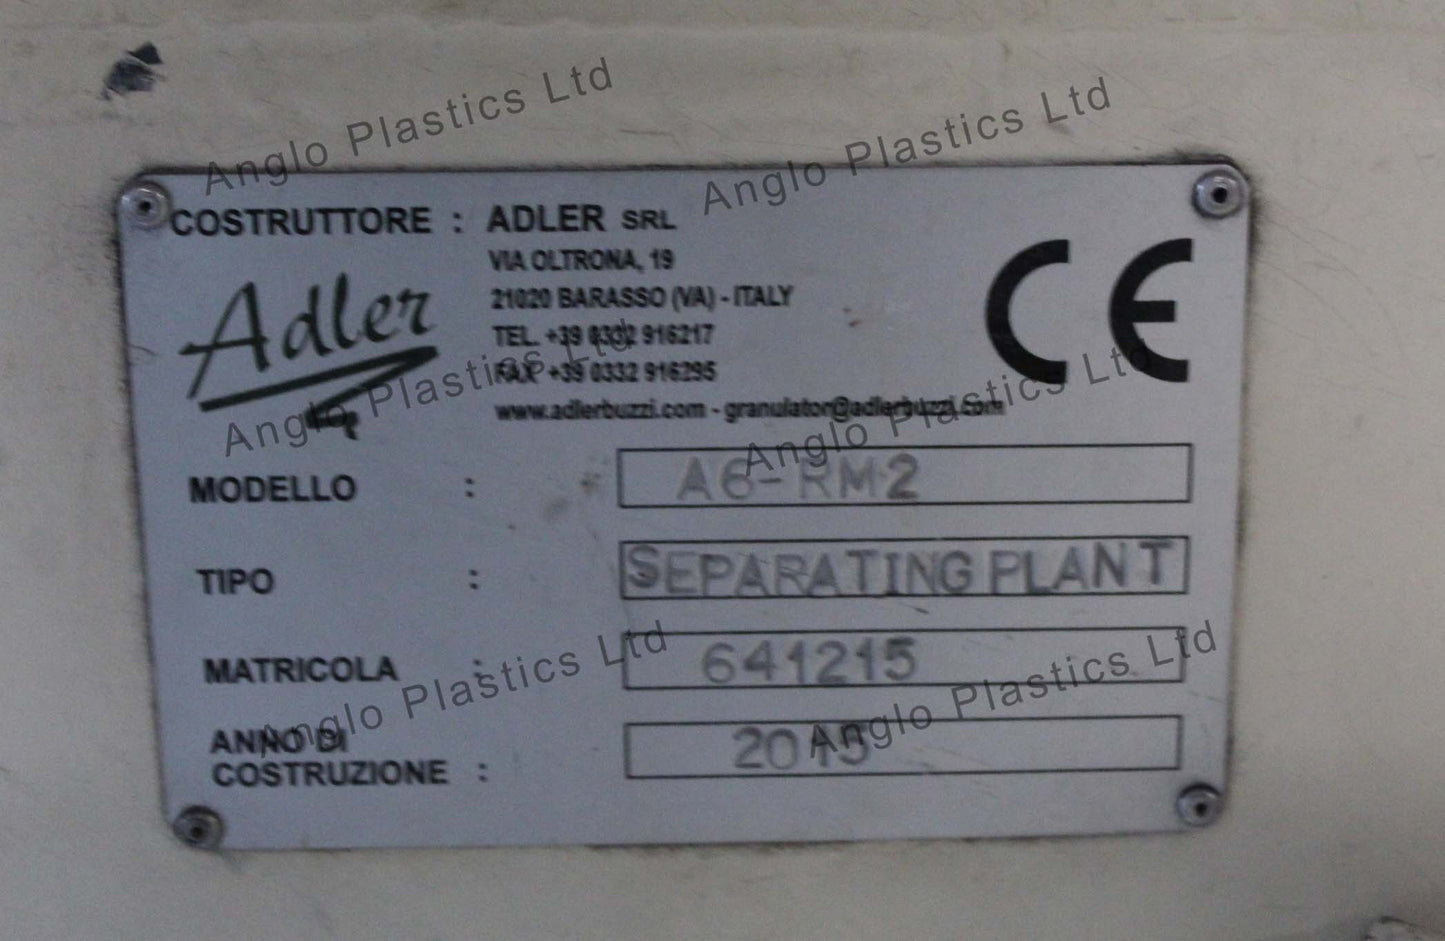 Anglo Plastics Ltd
Anglo Plastics Ltd
COSTRUTTORE : ADLER SRL
VIA OLTRONA, 19
21020 BARASSO (VA) - ITALY
TEL. +39 0332 916217
FAX +39 0332 916295
www.adlerbuzzi.com - granulator@adlerbuzzi.com
Adler
Anglo Plastics Ltd
Anglo Plastics Ltd
CE
MODELLO : A6-RM2
TIPO : SEPARATING PLANT
MATRICOLA : 641215
Anglo Plastics Ltd
Anglo Plastics Ltd
ANNO DI
COSTRUZIONE : 2015